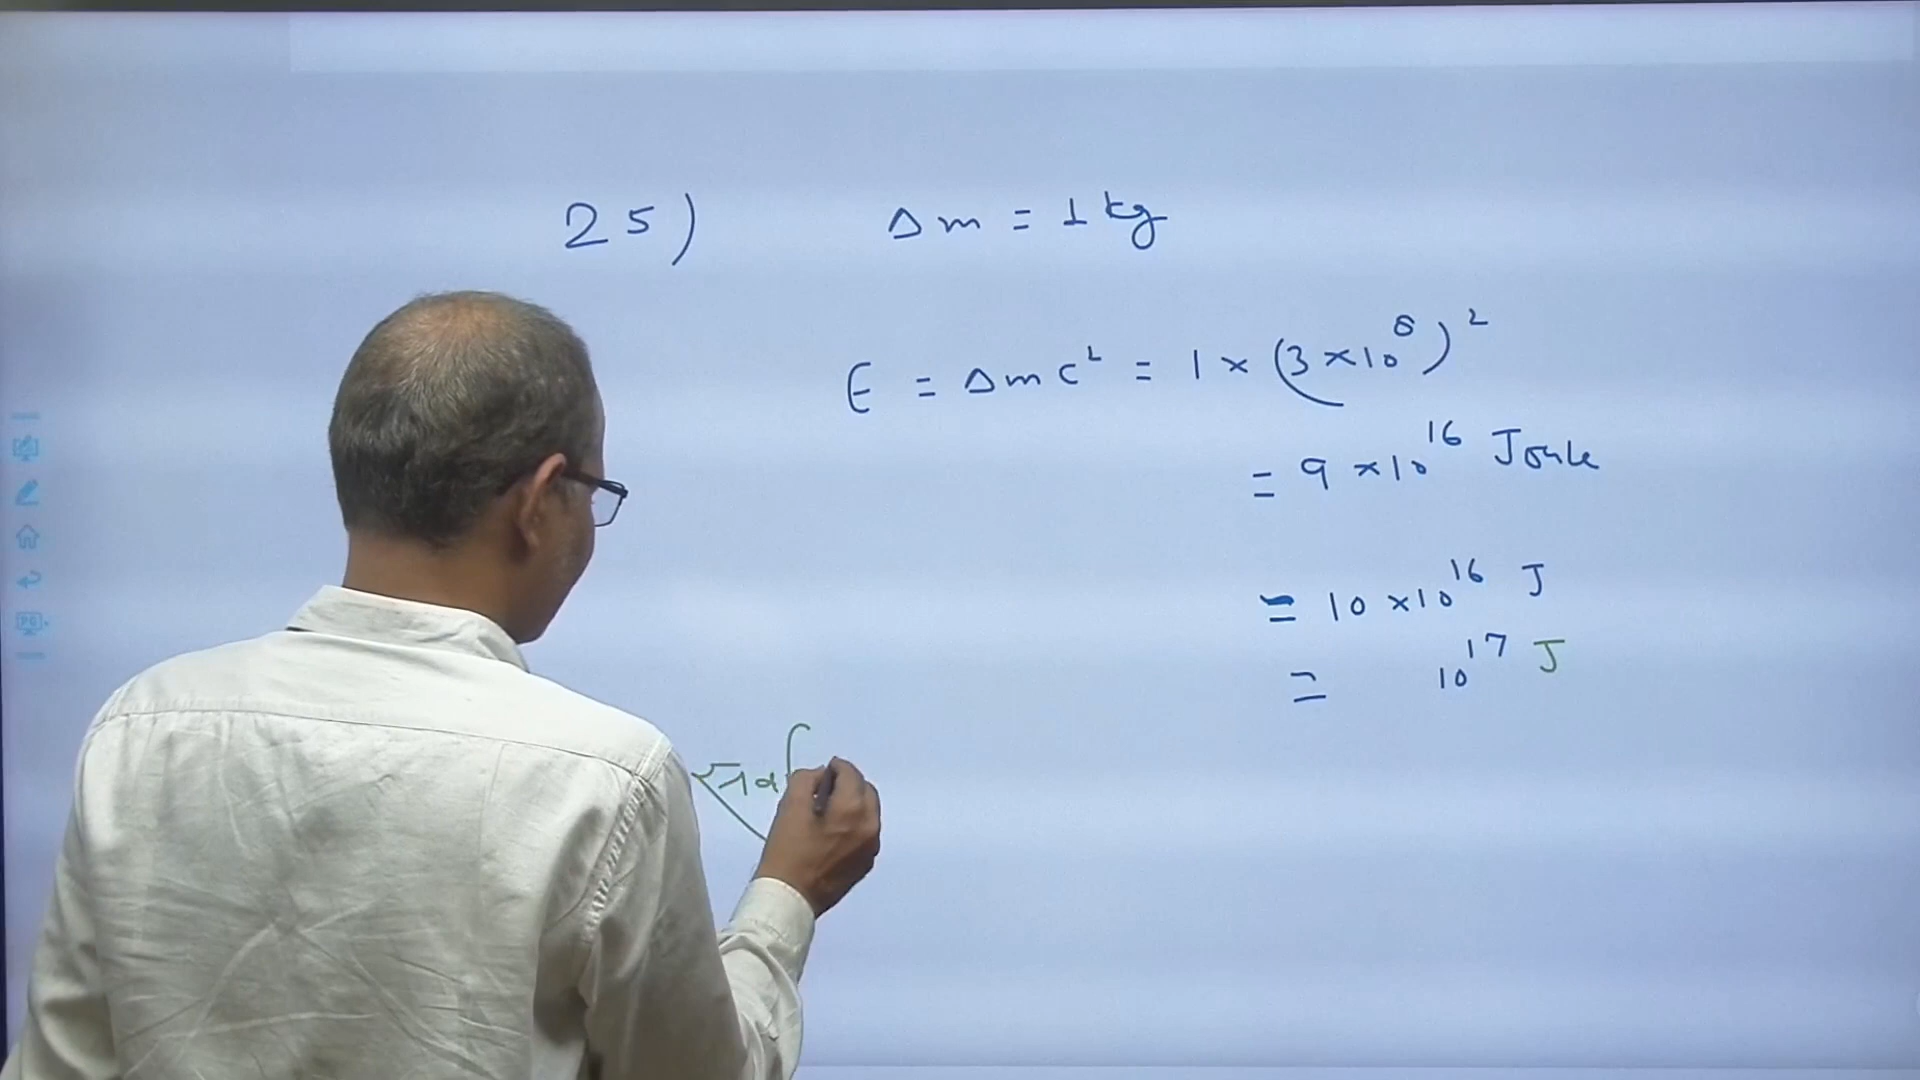 25) Δm = 1 kg
E = Δmc² = 1 × (3 × 10⁸)²
= 9 × 10¹⁶ Joule
= 10 × 10¹⁶ J
= 10¹⁷ J